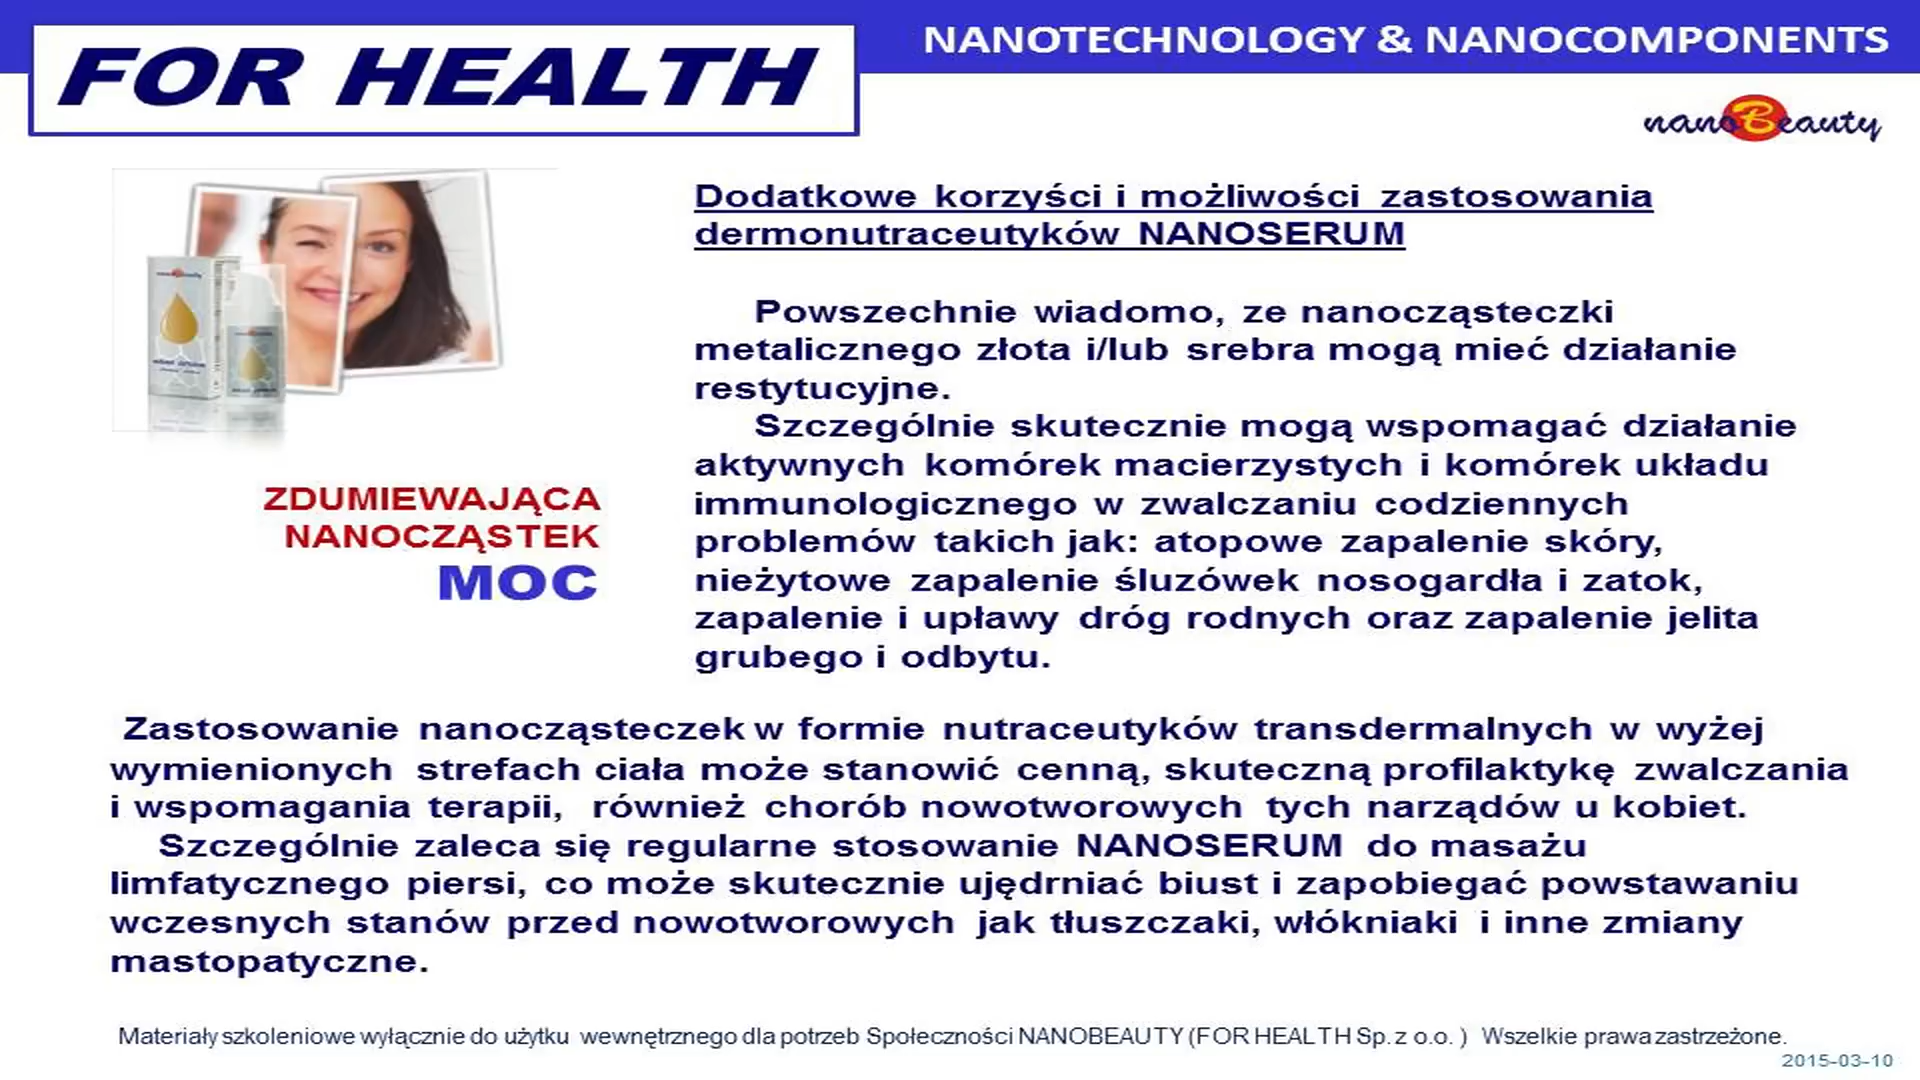 FOR HEALTH
NANOTECHNOLOGY & NANOCOMPONENTS
nanoBeauty
Dodatkowe korzyści i możliwości zastosowania
dermonutraceutyków NANOSERUM
Powszechnie wiadomo, ze nanocząsteczki
metalicznego złota i/lub srebra mogą mieć działanie
restytucyjne.
Szczególnie skutecznie mogą wspomagać działanie
aktywnych komórek macierzystych i komórek układu
immunologicznego w zwalczaniu codziennych
problemów takich jak: atopowe zapalenie skóry,
nieżytowe zapalenie śluzówek nosogardła i zatok,
zapalenie i upławy dróg rodnych oraz zapalenie jelita
grubego i odbytu.
ZDUMIEWAJĄCA
NANOCZĄSTEK
MOC
Zastosowanie nanocząsteczek w formie nutraceutyków transdermalnych w wyżej
wymienionych strefach ciała może stanowić cenną, skuteczną profilaktykę zwalczania
i wspomagania terapii, również chorób nowotworowych tych narządów u kobiet.
Szczególnie zaleca się regularne stosowanie NANOSERUM do masażu
limfatycznego piersi, co może skutecznie ujędrniać biust i zapobiegać powstawaniu
wczesnych stanów przed nowotworowych jak tłuszczaki, włókniaki i inne zmiany
mastopatyczne.
Materiały szkoleniowe wyłącznie do użytku wewnętrznego dla potrzeb Społeczności NANOBEAUTY (FOR HEALTH Sp. z o.o. ) Wszelkie prawa zastrzeżone.
2015-03-10